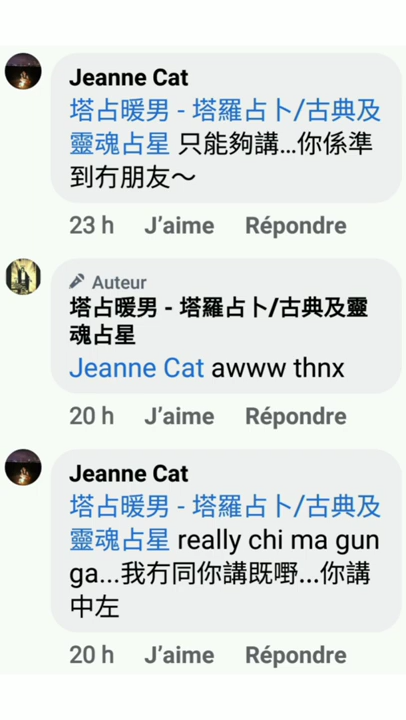 Jeanne Cat
塔占暖男 - 塔羅占卜/古典及
靈魂占星 只能夠講...你係準
到冇朋友～
23 h J’aime Répondre
Auteur
塔占暖男 - 塔羅占卜/古典及靈
魂占星
Jeanne Cat awww thnx
20 h J’aime Répondre
Jeanne Cat
塔占暖男 - 塔羅占卜/古典及
靈魂占星 really chi ma gun
ga...我冇同你講既嘢...你講
中左
20 h J’aime Répondre